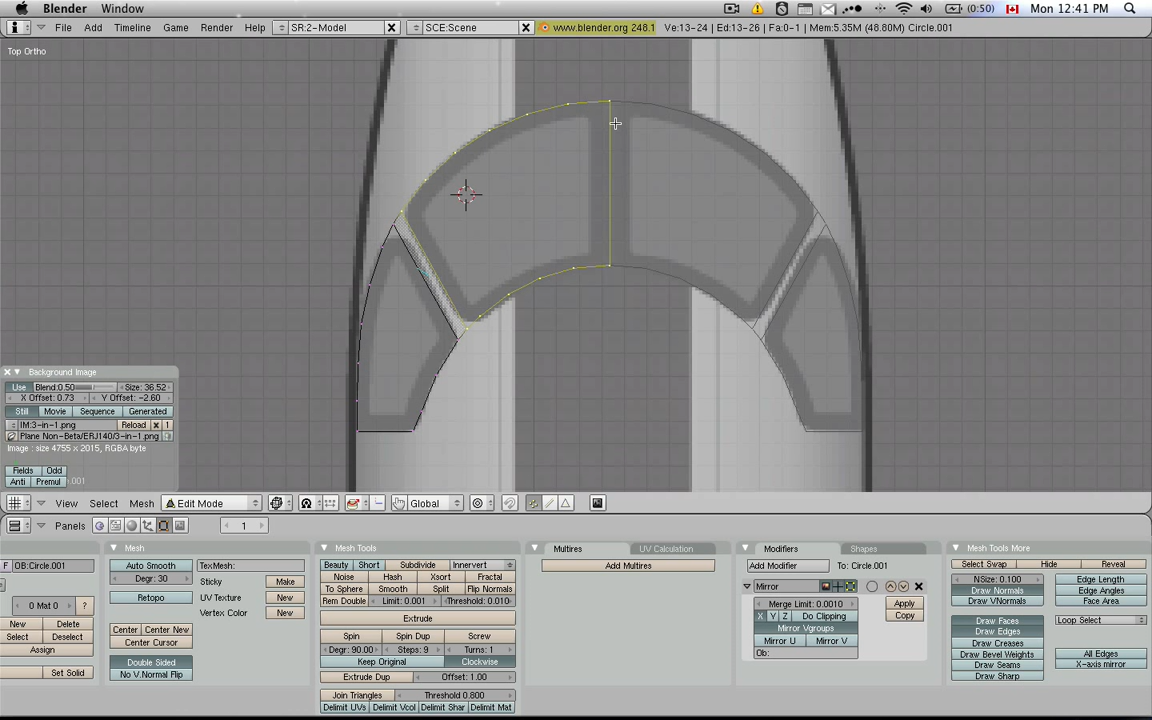 Blender File Edit View Window Help (0:50) Mon 12:41 PM
File Add Timeline Game Render Help SR:2-Model SCE:Scene www.blender.org 248.1 Ve:13-24 | Ed:13-26 | Fa:0-1 | Mem:5.35M (48.80M) Circle.001
Top Ortho
Background Image
Use Blend:0.50 Size: 36.52
X Offset: 0.73 Y Offset: -2.60
Still Movie Sequence Generated
IM:3-in-1.png Reload 1
Plane Non-Beta/ERJ140/3-in-1.png
Image : size 4755 x 2015, RGBA byte
Fields Odd
Anti Premul .001
View Select Mesh Edit Mode Global
Panels 1
Mesh Mesh Tools Multires UV Calculation Modifiers Shapes Mesh Tools More
F OB:Circle.001 Auto Smooth TexMesh: Beauty Short Subdivide Innervert Add Multires Add Modifier To: Circle.001 Select Swap Hide Reveal
Degr: 30 Sticky Make Noise Hash Xsort Fractal NSize: 0.100 Edge Length
To Sphere Smooth Split Flip Normals Mirror Draw Normals Edge Angles
0 Mat 0 ? Retopo UV Texture New Rem Double Limit: 0.001 Threshold: 0.010 Merge Limit: 0.0010 Apply Draw VNormals Face Area
New Delete Vertex Color New Extrude X Y Z Do Clipping Copy Draw Faces Loop Select
Select Deselect Center Center New Spin Spin Dup Screw Mirror Vgroups Draw Edges
Assign Center Cursor Degr: 90.00 Steps: 9 Turns: 1 Mirror U Mirror V Draw Creases
Double Sided Keep Original Clockwise Ob: Draw Bevel Weights All Edges
Set Solid No V.Normal Flip Extrude Dup Offset: 1.00 Draw Seams X-axis mirror
Draw Sharp
Join Triangles Threshold 0.800
Delimit UVs Delimit Vcol Delimit Shar Delimit Mat